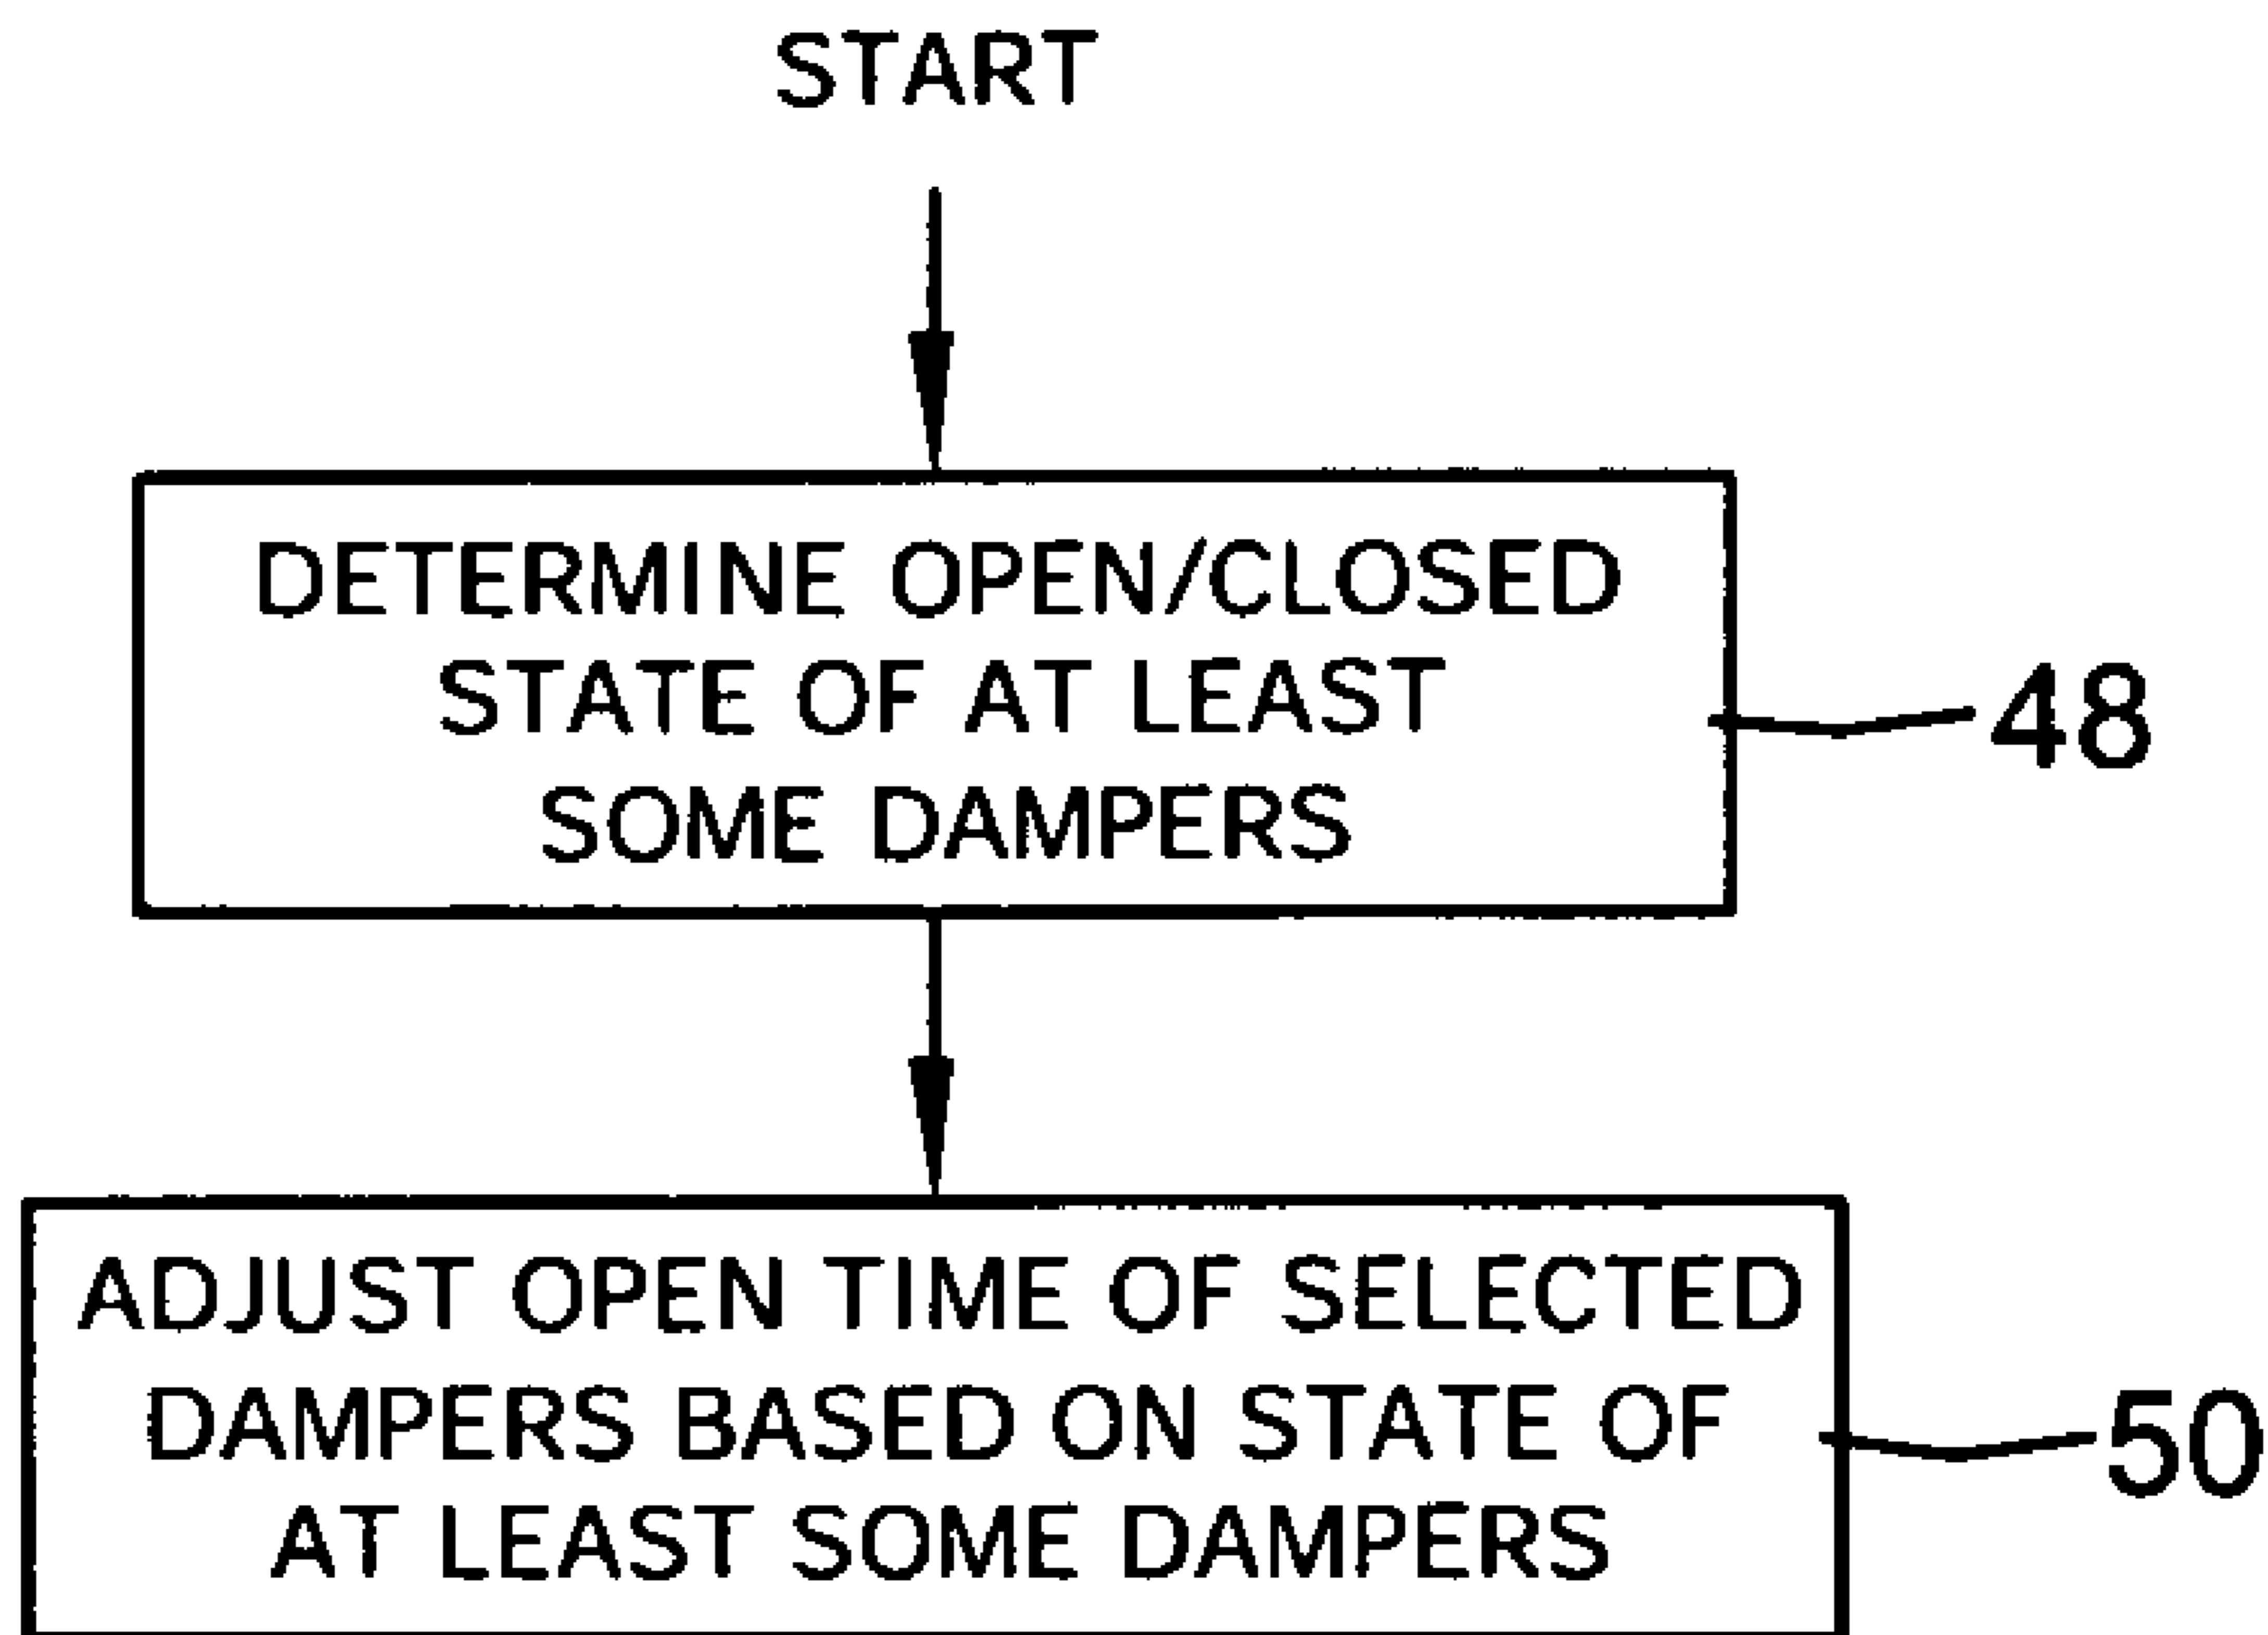 START
DETERMINE OPEN/CLOSED
STATE OF AT LEAST
SOME DAMPERS
48
ADJUST OPEN TIME OF SELECTED
DAMPERS BASED ON STATE OF
AT LEAST SOME DAMPERS
50